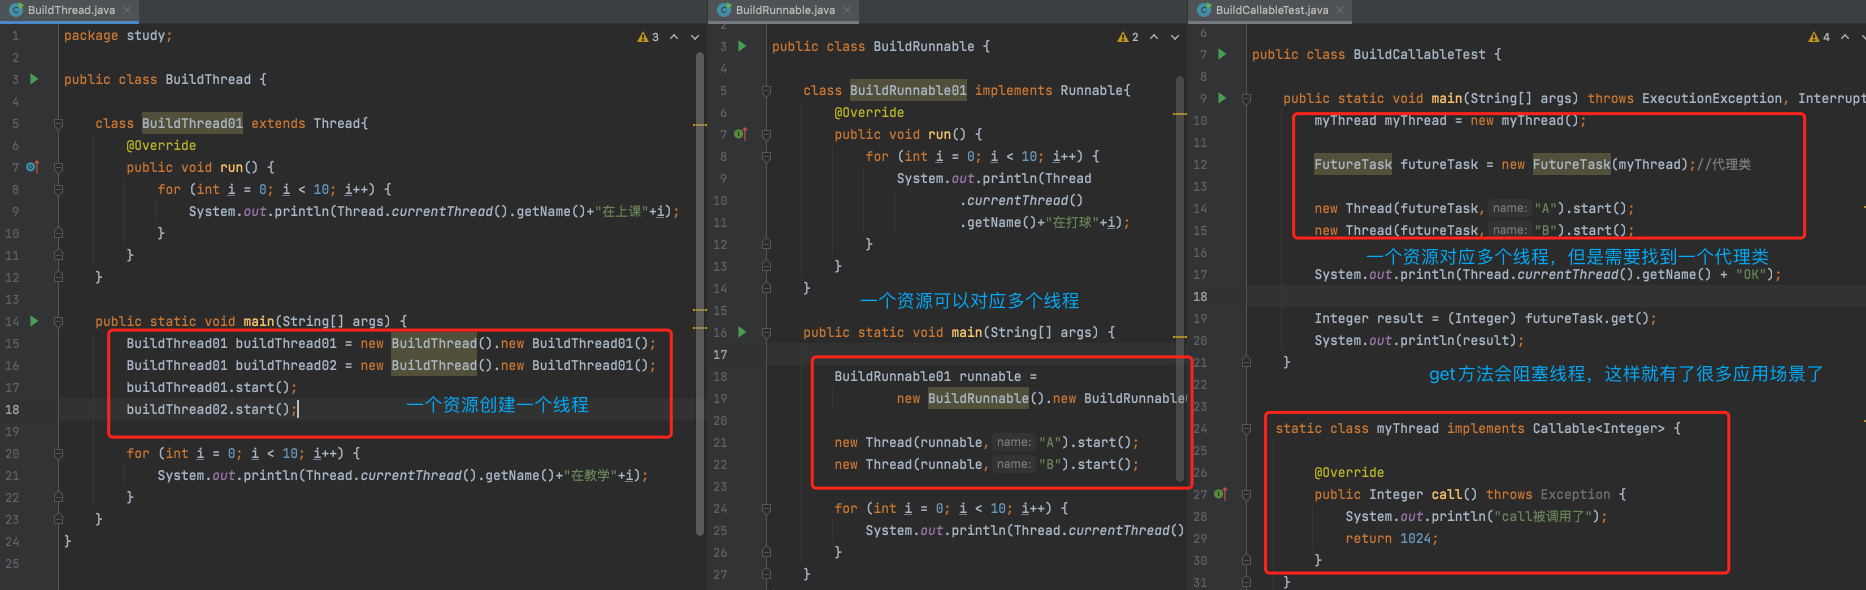 BuildThread.java
3
1
package study;
2
3
public class BuildThread {
4
5
class BuildThread01 extends Thread{
6
@Override
7
public void run() {
8
for (int i = 0; i < 10; i++) {
9
System.out.println(Thread.currentThread().getName()+"在上课"+i);
10
}
11
}
12
}
13
14
public static void main(String[] args) {
15
BuildThread01 buildThread01 = new BuildThread().new BuildThread01();
16
BuildThread01 buildThread02 = new BuildThread().new BuildThread01();
17
buildThread01.start();
18
buildThread02.start();
一个资源创建一个线程
19
20
for (int i = 0; i < 10; i++) {
21
System.out.println(Thread.currentThread().getName()+"在教学"+i);
22
}
23
}
24
}
25
BuildRunnable.java
2
3
public class BuildRunnable {
4
5
class BuildRunnable01 implements Runnable{
6
@Override
7
public void run() {
8
for (int i = 0; i < 10; i++) {
9
System.out.println(Thread
10
.currentThread()
11
.getName()+"在打球"+i);
12
}
13
}
14
}
一个资源可以对应多个线程
15
16
public static void main(String[] args) {
17
18
BuildRunnable01 runnable =
19
new BuildRunnable().new BuildRunnable
20
21
new Thread(runnable, name: "A").start();
22
new Thread(runnable, name: "B").start();
23
24
for (int i = 0; i < 10; i++) {
25
System.out.println(Thread.currentThread()
26
}
27
}
BuildCallableTest.java
4
6
7
public class BuildCallableTest {
8
9
public static void main(String[] args) throws ExecutionException, Interrupt
10
myThread myThread = new myThread();
11
12
FutureTask futureTask = new FutureTask(myThread);//代理类
13
14
new Thread(futureTask, name: "A").start();
15
new Thread(futureTask, name: "B").start();
16
一个资源对应多个线程，但是需要找到一个代理类
17
System.out.println(Thread.currentThread().getName() + "OK");
18
19
Integer result = (Integer) futureTask.get();
20
System.out.println(result);
21
}
22
get方法会阻塞线程，这样就有了很多应用场景了
23
24
static class myThread implements Callable<Integer> {
25
26
@Override
27
public Integer call() throws Exception {
28
System.out.println("call被调用了");
29
return 1024;
30
}
31
}